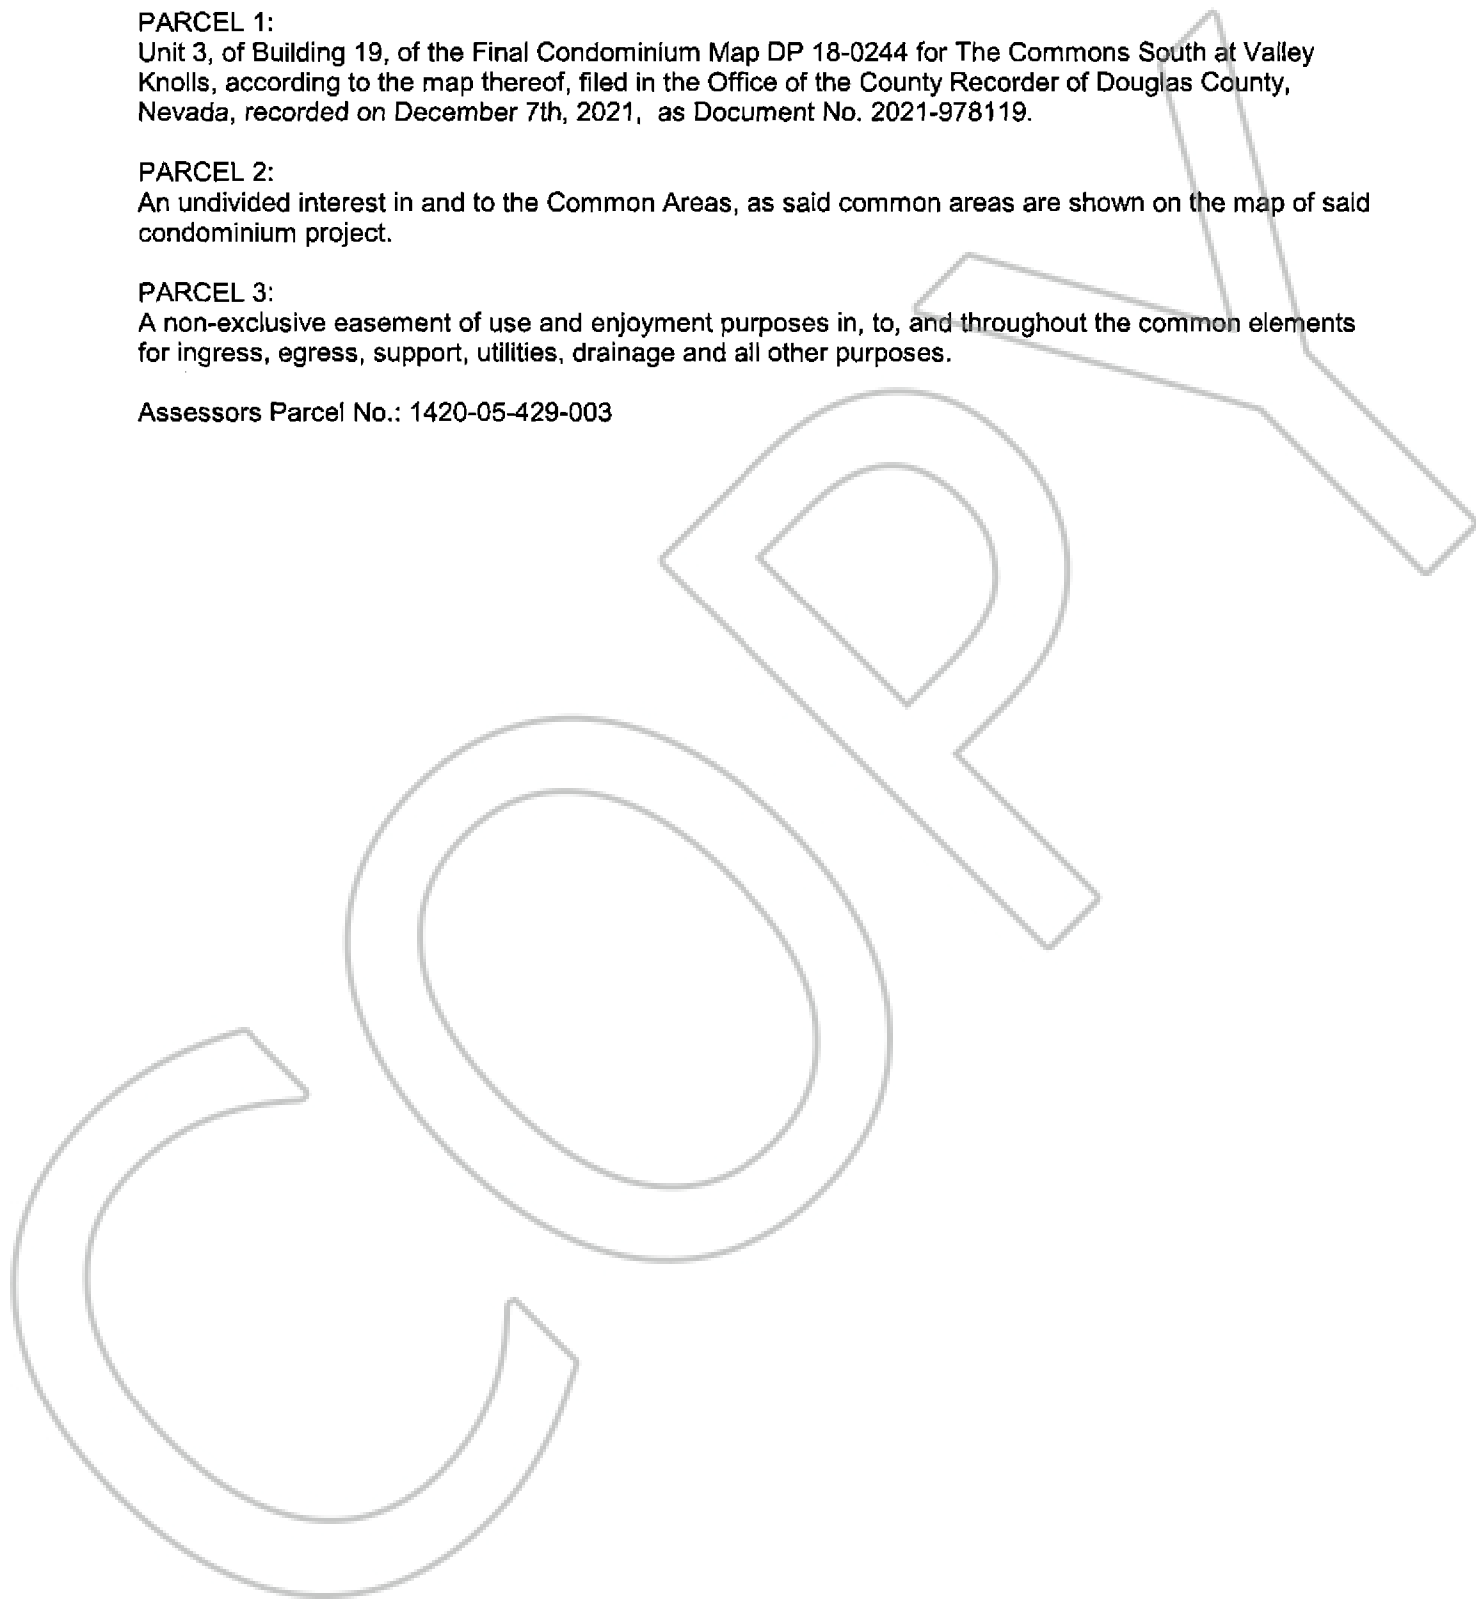 PARCEL 1:
Unit 3, of Building 19, of the Final Condominium Map DP 18-0244 for The Commons South at Valley
Knolls, according to the map thereof, filed in the Office of the County Recorder of Douglas County,
Nevada, recorded on December 7th, 2021,  as Document No. 2021-978119.
PARCEL 2:
An undivided interest in and to the Common Areas, as said common areas are shown on the map of said
condominium project.
PARCEL 3:
A non-exclusive easement of use and enjoyment purposes in, to, and throughout the common elements
for ingress, egress, support, utilities, drainage and all other purposes.
Assessors Parcel No.: 1420-05-429-003
COPY